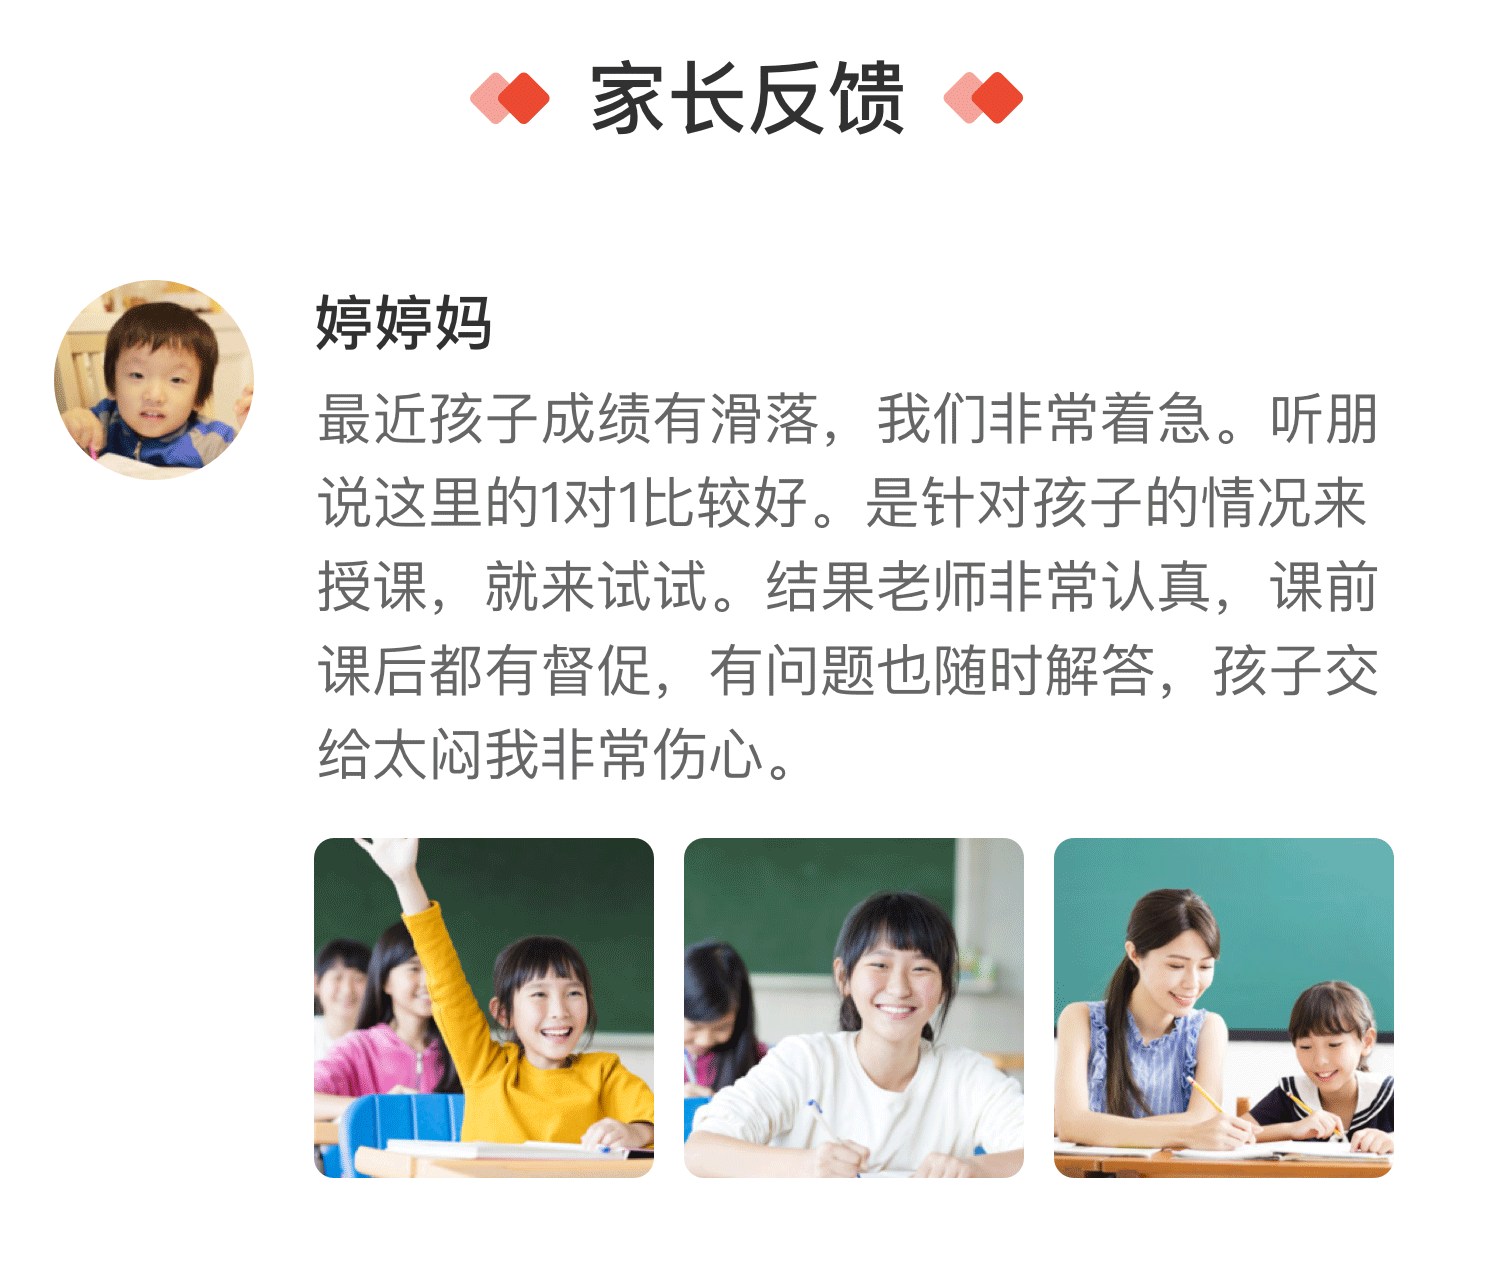 家长反馈
婷婷妈
最近孩子成绩有滑落，我们非常着急。听朋
说这里的1对1比较好。是针对孩子的情况来
授课，就来试试。结果老师非常认真，课前
课后都有督促，有问题也随时解答，孩子交
给太闷我非常伤心。